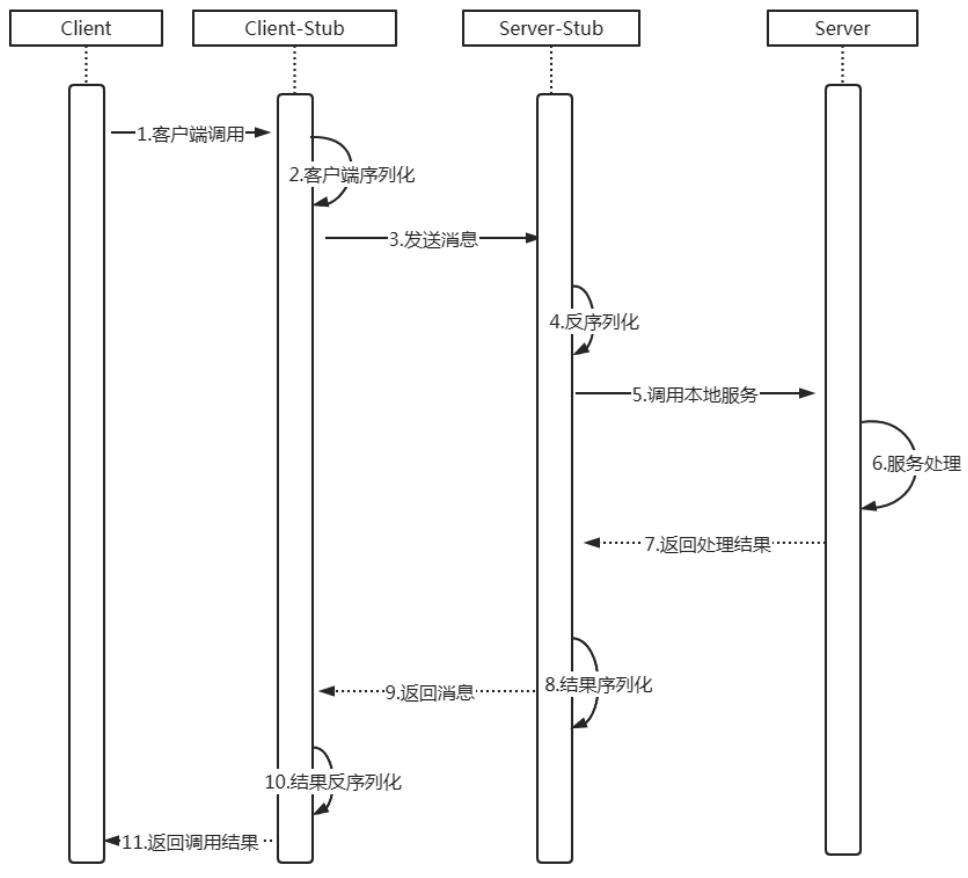 Client
Client-Stub
Server-Stub
Server
1.客户端调用
2.客户端序列化
3.发送消息
4.反序列化
5.调用本地服务
6.服务处理
7.返回处理结果
8.结果序列化
9.返回消息
10.结果反序列化
11.返回调用结果